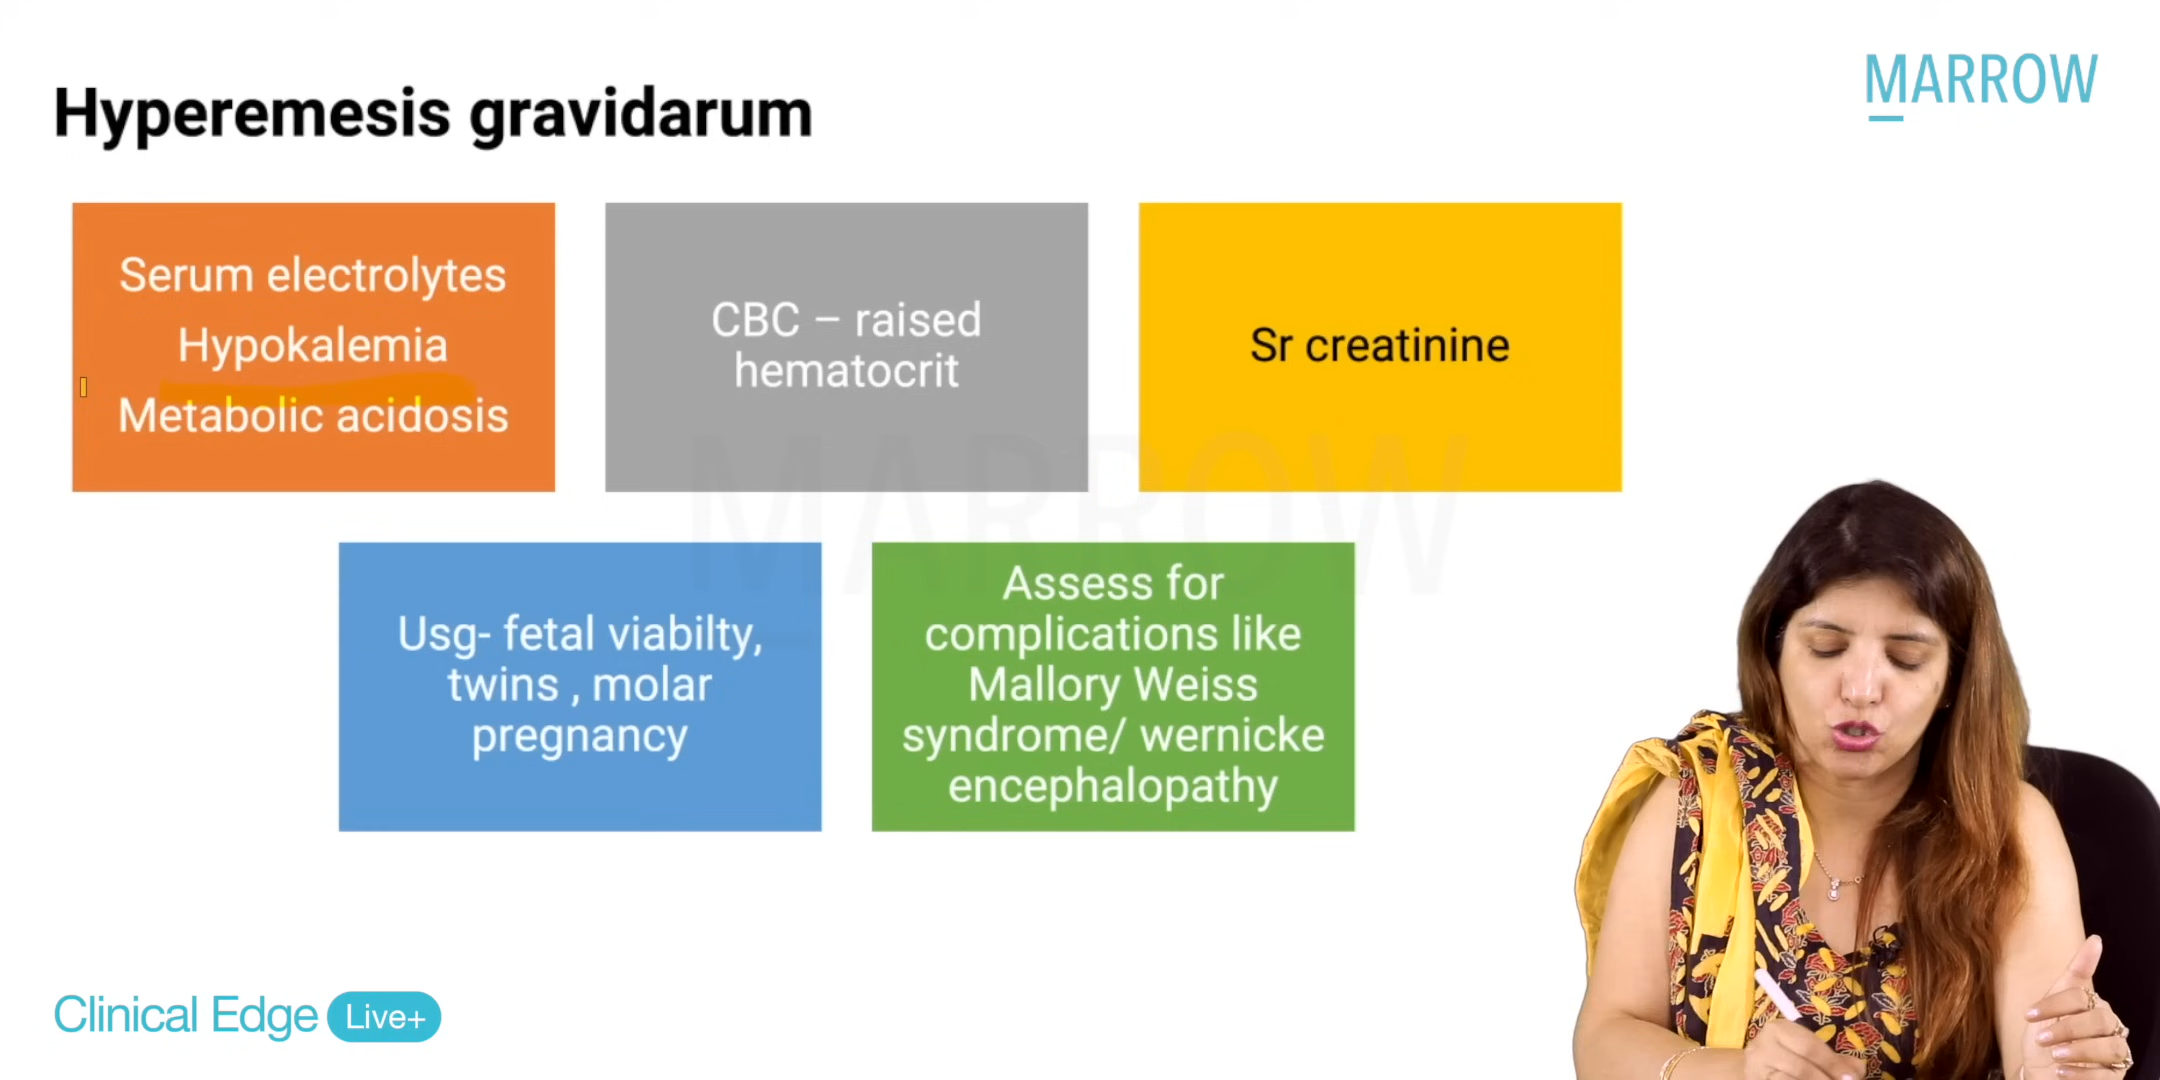 MARROW
Hyperemesis gravidarum
Serum electrolytes
Hypokalemia
Metabolic acidosis
CBC – raised
hematocrit
Sr creatinine
MARROW
Usg- fetal viabilty,
twins , molar
pregnancy
Assess for
complications like
Mallory Weiss
syndrome/ wernicke
encephalopathy
Clinical Edge Live+